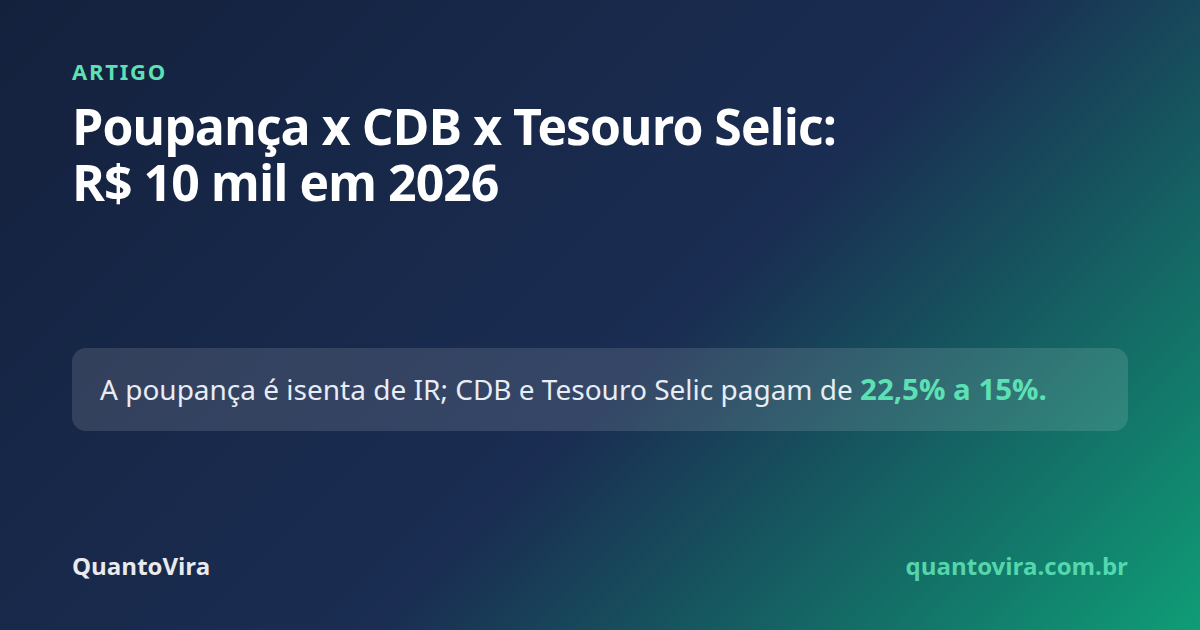 ARTIGO
Poupança x CDB x Tesouro Selic:
R$ 10 mil em 2026
A poupança é isenta de IR; CDB e Tesouro Selic pagam de 22,5% a 15%.
QuantoVira
quantovira.com.br